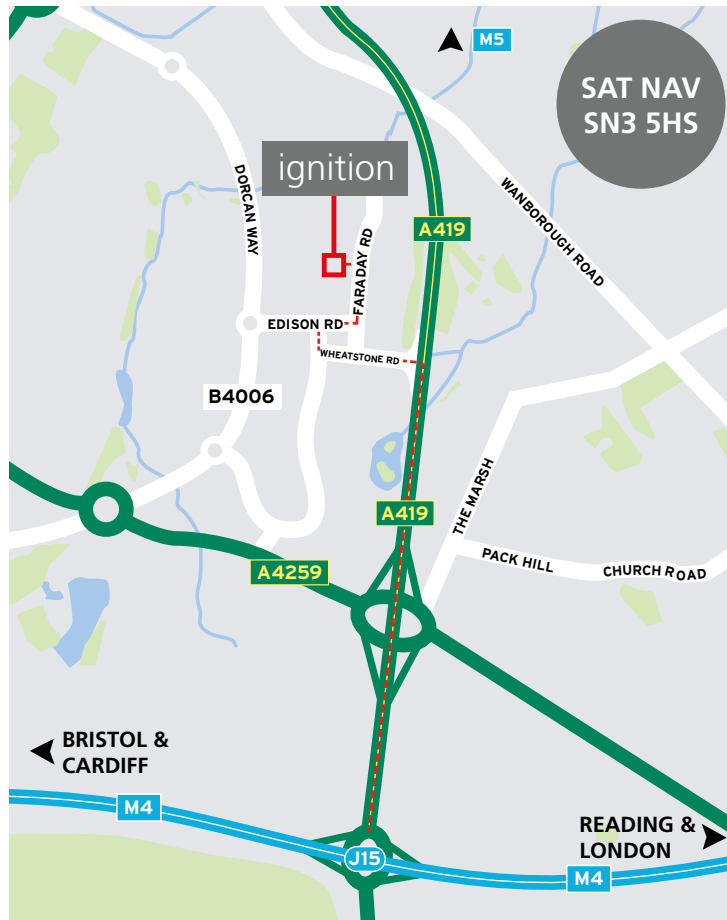 M5
SAT NAV
SN3 5HS
ignition
DORCAN WAY
WANBOROUGH ROAD
A419
FARADAY RD
EDISON RD
WHEATSTONE RD
B4006
A419
THE MARSH
PACK HILL
CHURCH ROAD
A4259
BRISTOL &
CARDIFF
M4
READING &
LONDON
J15
M4